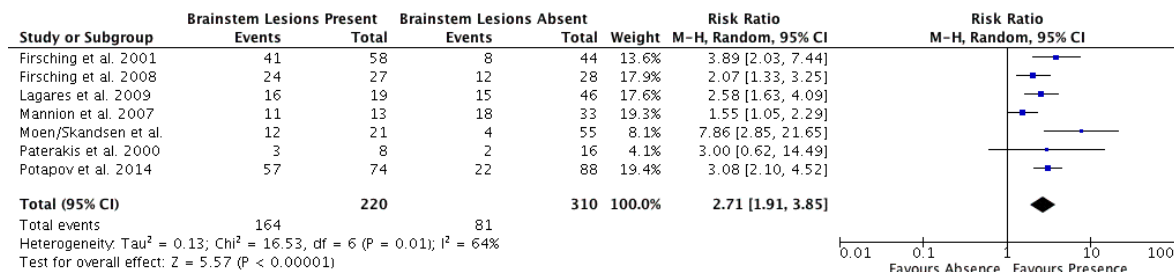 Brainstem Lesions Present Brainstem Lesions Absent Risk Ratio Risk Ratio
Study or Subgroup Events Total Events Total Weight M-H, Random, 95% CI M-H, Random, 95% CI
Firsching et al. 2001 41 58 8 44 13.6% 3.89 [2.03, 7.44]
Firsching et al. 2008 24 27 12 28 17.9% 2.07 [1.33, 3.25]
Lagares et al. 2009 16 19 15 46 17.6% 2.58 [1.63, 4.09]
Mannion et al. 2007 11 13 18 33 19.3% 1.55 [1.05, 2.29]
Moen/Skandsen et al. 12 21 4 55 8.1% 7.86 [2.85, 21.65]
Paterakis et al. 2000 3 8 2 16 4.1% 3.00 [0.62, 14.49]
Potapov et al. 2014 57 74 22 88 19.4% 3.08 [2.10, 4.52]
Total (95% CI) 220 310 100.0% 2.71 [1.91, 3.85]
Total events 164 81
Heterogeneity: Tau² = 0.13; Chi² = 16.53, df = 6 (P = 0.01); I² = 64%
Test for overall effect: Z = 5.57 (P < 0.00001)
0.01 0.1 1 10 100
Favours Absence Favours Presence